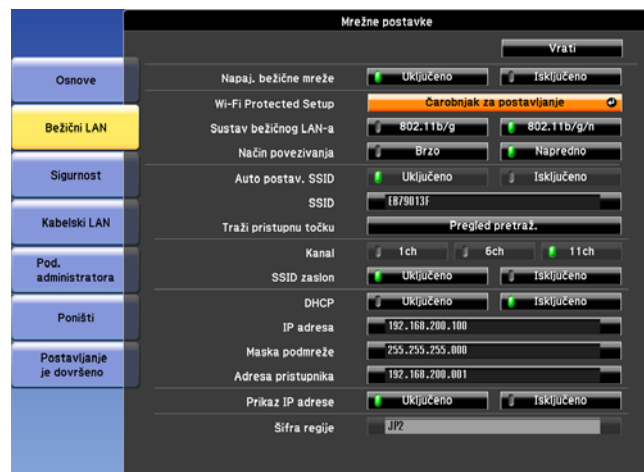 Mrežne postavke
Vrati
Osnove
Bežični LAN
Sigurnost
Kabelski LAN
Pod. administratora
Poništi
Postavljanje je dovršeno
Napaj. bežične mreže Uključeno Isključeno
Wi-Fi Protected Setup Čarobnjak za postavljanje
Sustav bežičnog LAN-a 802.11b/g 802.11b/g/n
Način povezivanja Brzo Napredno
Auto postav. SSID Uključeno Isključeno
SSID EB79013F
Traži pristupnu točku Pregled pretraž.
Kanal 1ch 6ch 11ch
SSID zaslon Uključeno Isključeno
DHCP Uključeno Isključeno
IP adresa 192.168.200.100
Maska podmreže 255.255.255.000
Adresa pristupnika 192.168.200.001
Prikaz IP adrese Uključeno Isključeno
Šifra regije JP2